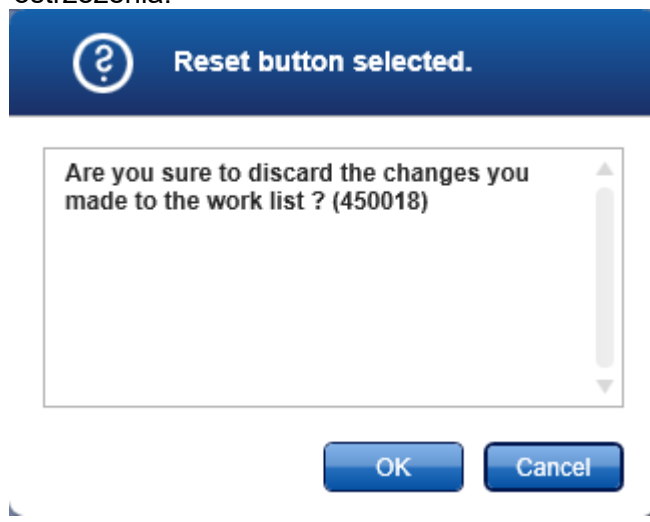 ostrzeżenia.
Reset button selected.
Are you sure to discard the changes you
made to the work list ? (450018)
OK
Cancel